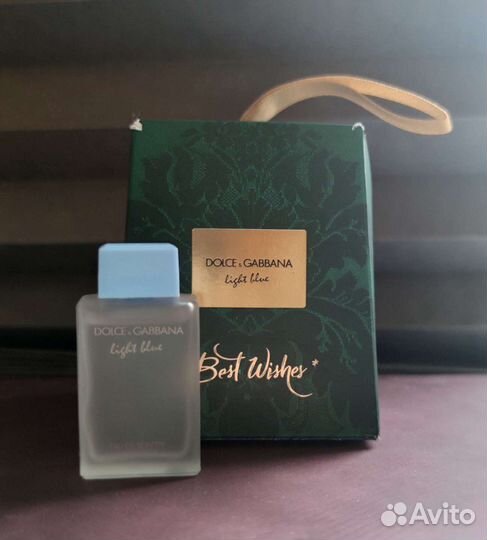 DOLCE & GABBANA
light blue
Best Wishes*
DOLCE & GABBANA
light blue
EAU DE TOILETTE
Avito